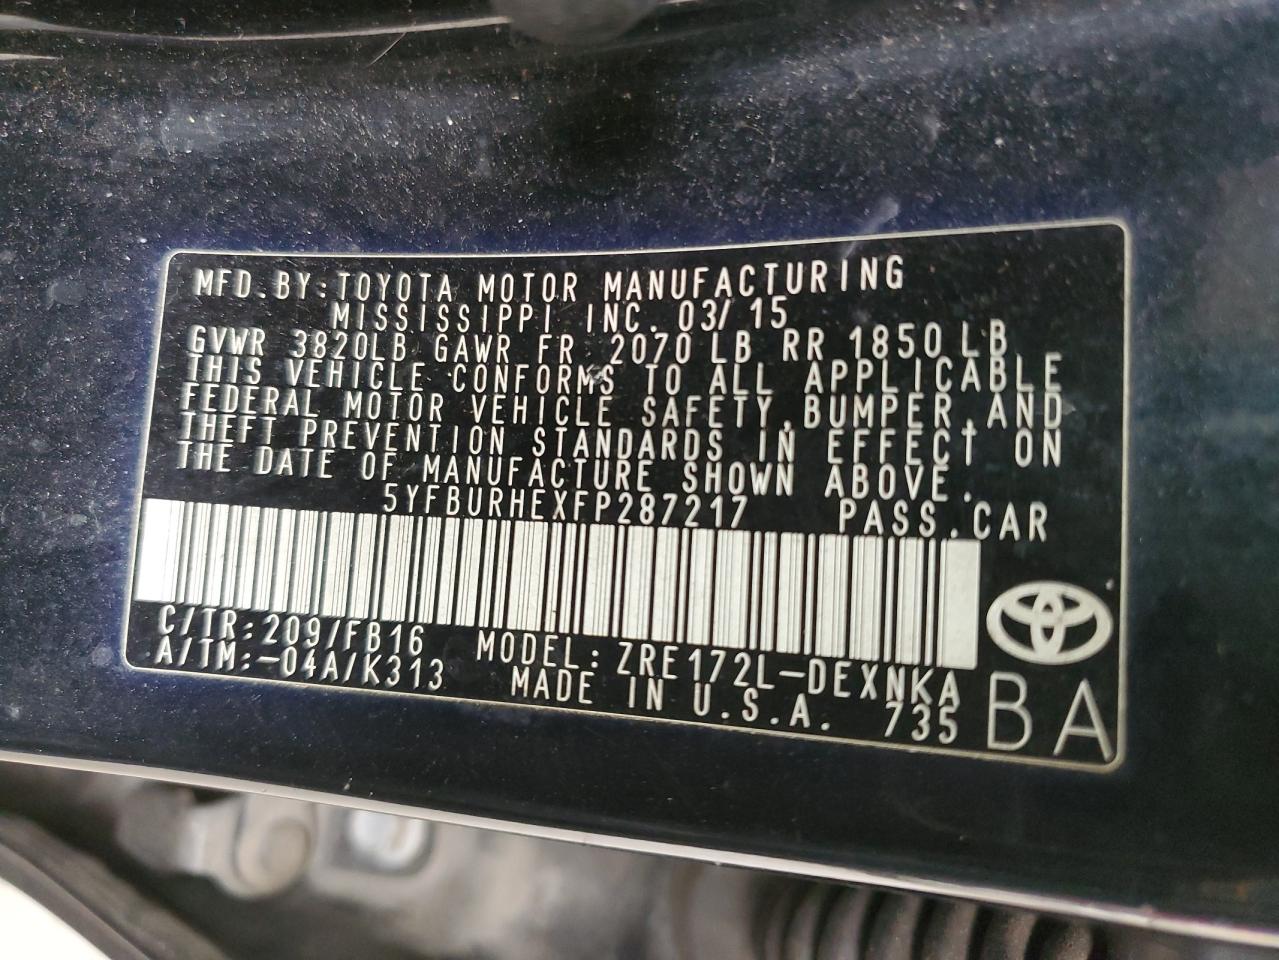 MFD.BY:TOYOTA MOTOR MANUFACTURING
MISSISSIPPI INC. 03/15
GVWR 3820LB GAWR FR 2070 LB RR 1850 LB
THIS VEHICLE CONFORMS TO ALL APPLICABLE
FEDERAL MOTOR VEHICLE SAFETY,BUMPER,AND
THEFT PREVENTION STANDARDS IN EFFECT ON
THE DATE OF MANUFACTURE SHOWN ABOVE.
5YFBURHEXFP287217 PASS.CAR
C/TR:209/FB16 MODEL:ZRE172L-DEXNKA
A/TM:-04A/K313 MADE IN U.S.A. 735
BA